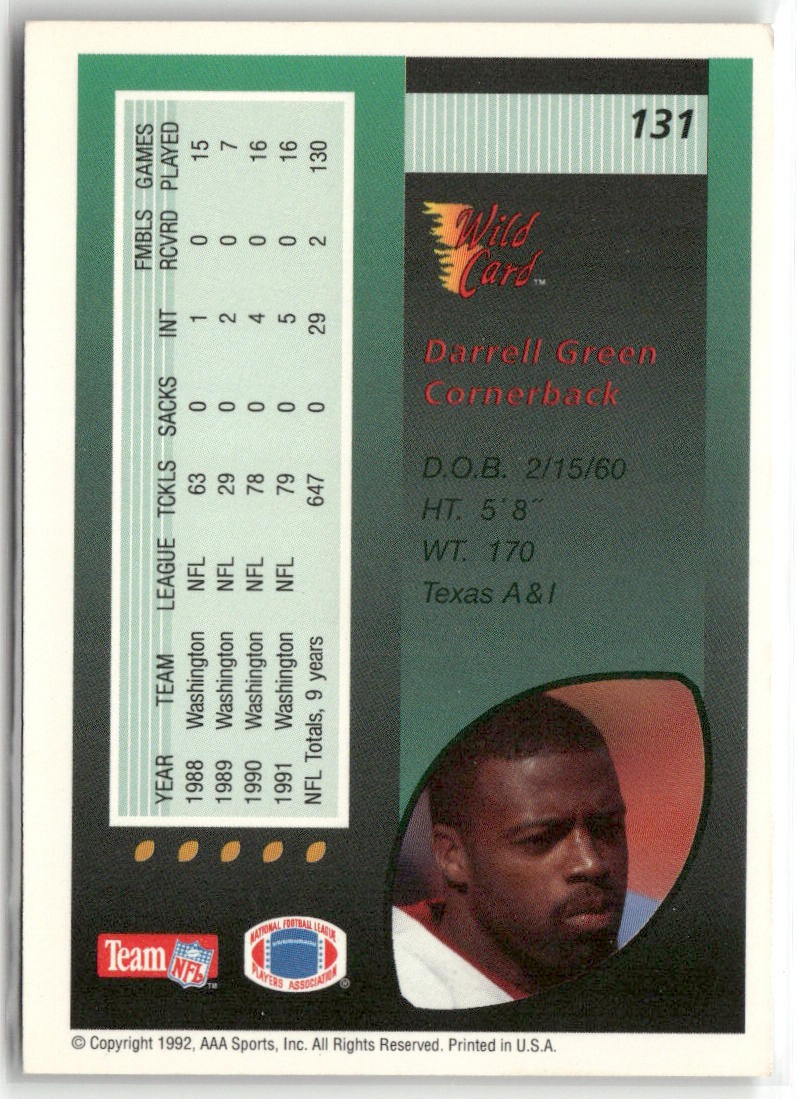 131
Wild
Card™
Darrell Green
Cornerback
D.O.B. 2/15/60
HT. 5'8"
WT. 170
Texas A&I
FMBLS GAMES
YEAR TEAM LEAGUE TCKLS SACKS INT RCVRD PLAYED
1988 Washington NFL 63 0 1 0 15
1989 Washington NFL 29 0 2 0 7
1990 Washington NFL 78 0 4 0 16
1991 Washington NFL 79 0 5 0 16
NFL Totals, 9 years 647 0 29 2 130
Team NFL™
NATIONAL FOOTBALL LEAGUE
PLAYERS ASSOCIATION®
© Copyright 1992, AAA Sports, Inc. All Rights Reserved. Printed in U.S.A.